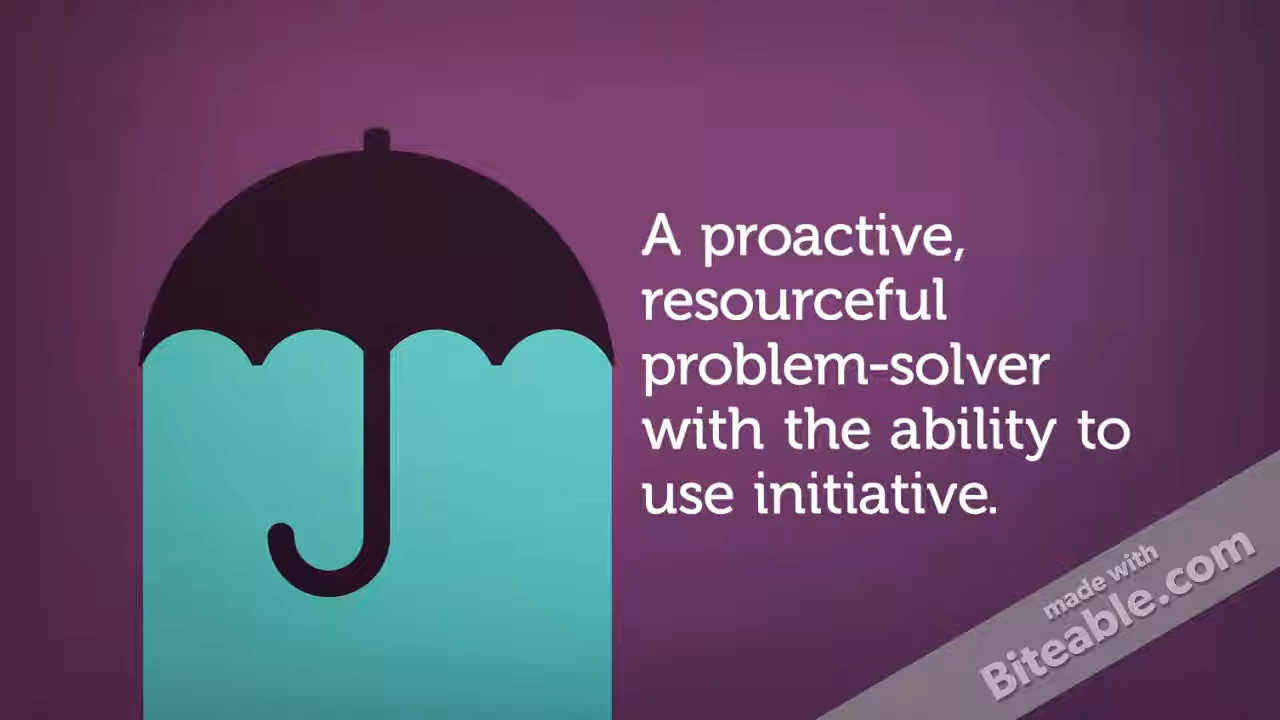 A proactive,
resourceful
problem-solver
with the ability to
use initiative.
made with
Biteable.com